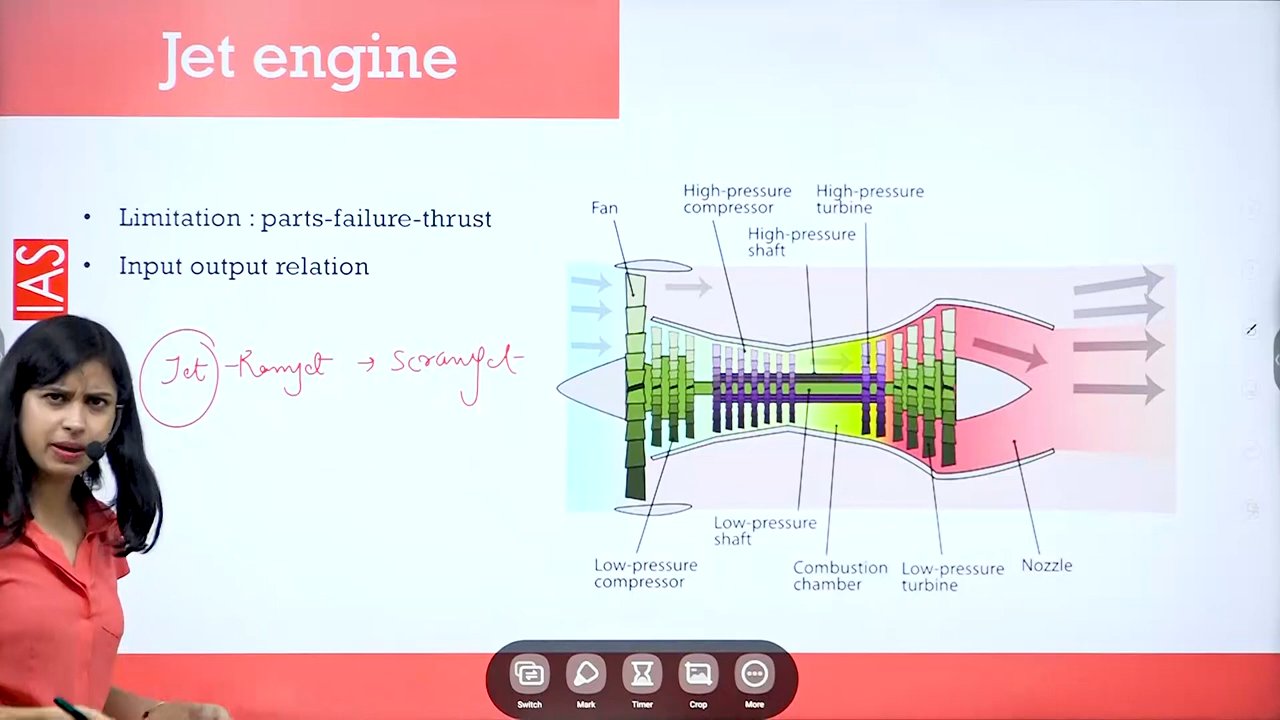 Jet engine
• Limitation : parts-failure-thrust
• Input output relation
IAS
Jet - Ramjet → Scramjet
Fan
High-pressure
compressor
High-pressure
turbine
High-pressure
shaft
Low-pressure
shaft
Low-pressure
compressor
Combustion
chamber
Low-pressure
turbine
Nozzle
Switch
Mark
Timer
Crop
More